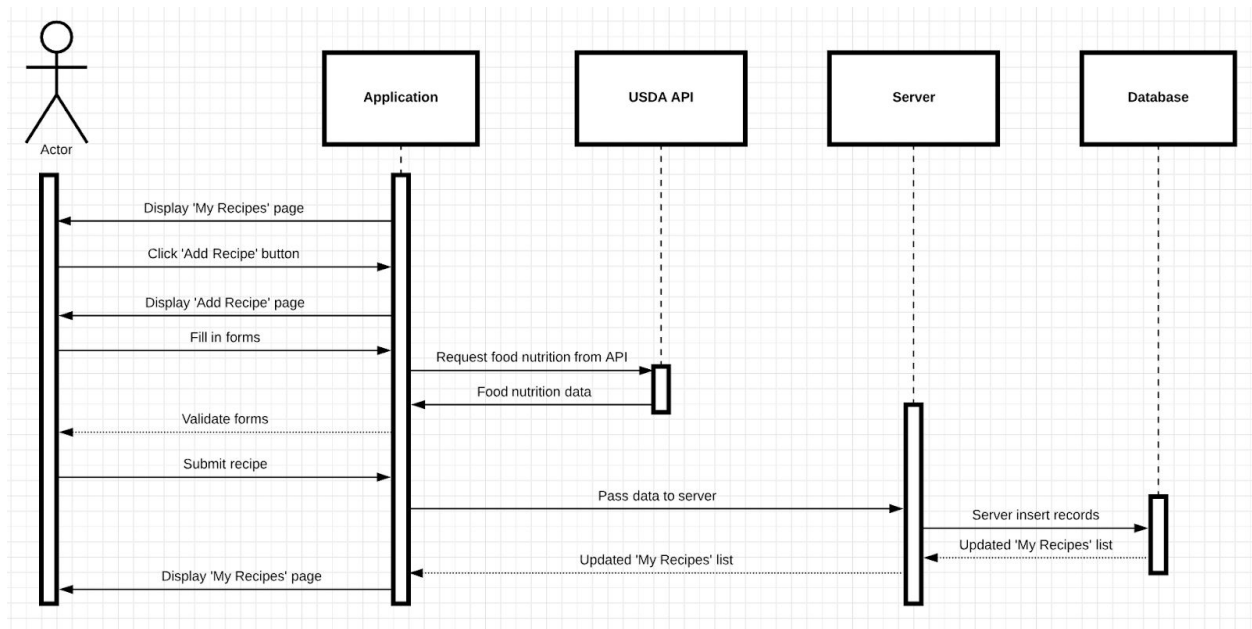 Actor
Application
USDA API
Server
Database
Display 'My Recipes' page
Click 'Add Recipe' button
Display 'Add Recipe' page
Fill in forms
Request food nutrition from API
Food nutrition data
Validate forms
Submit recipe
Pass data to server
Server insert records
Updated 'My Recipes' list
Updated 'My Recipes' list
Display 'My Recipes' page